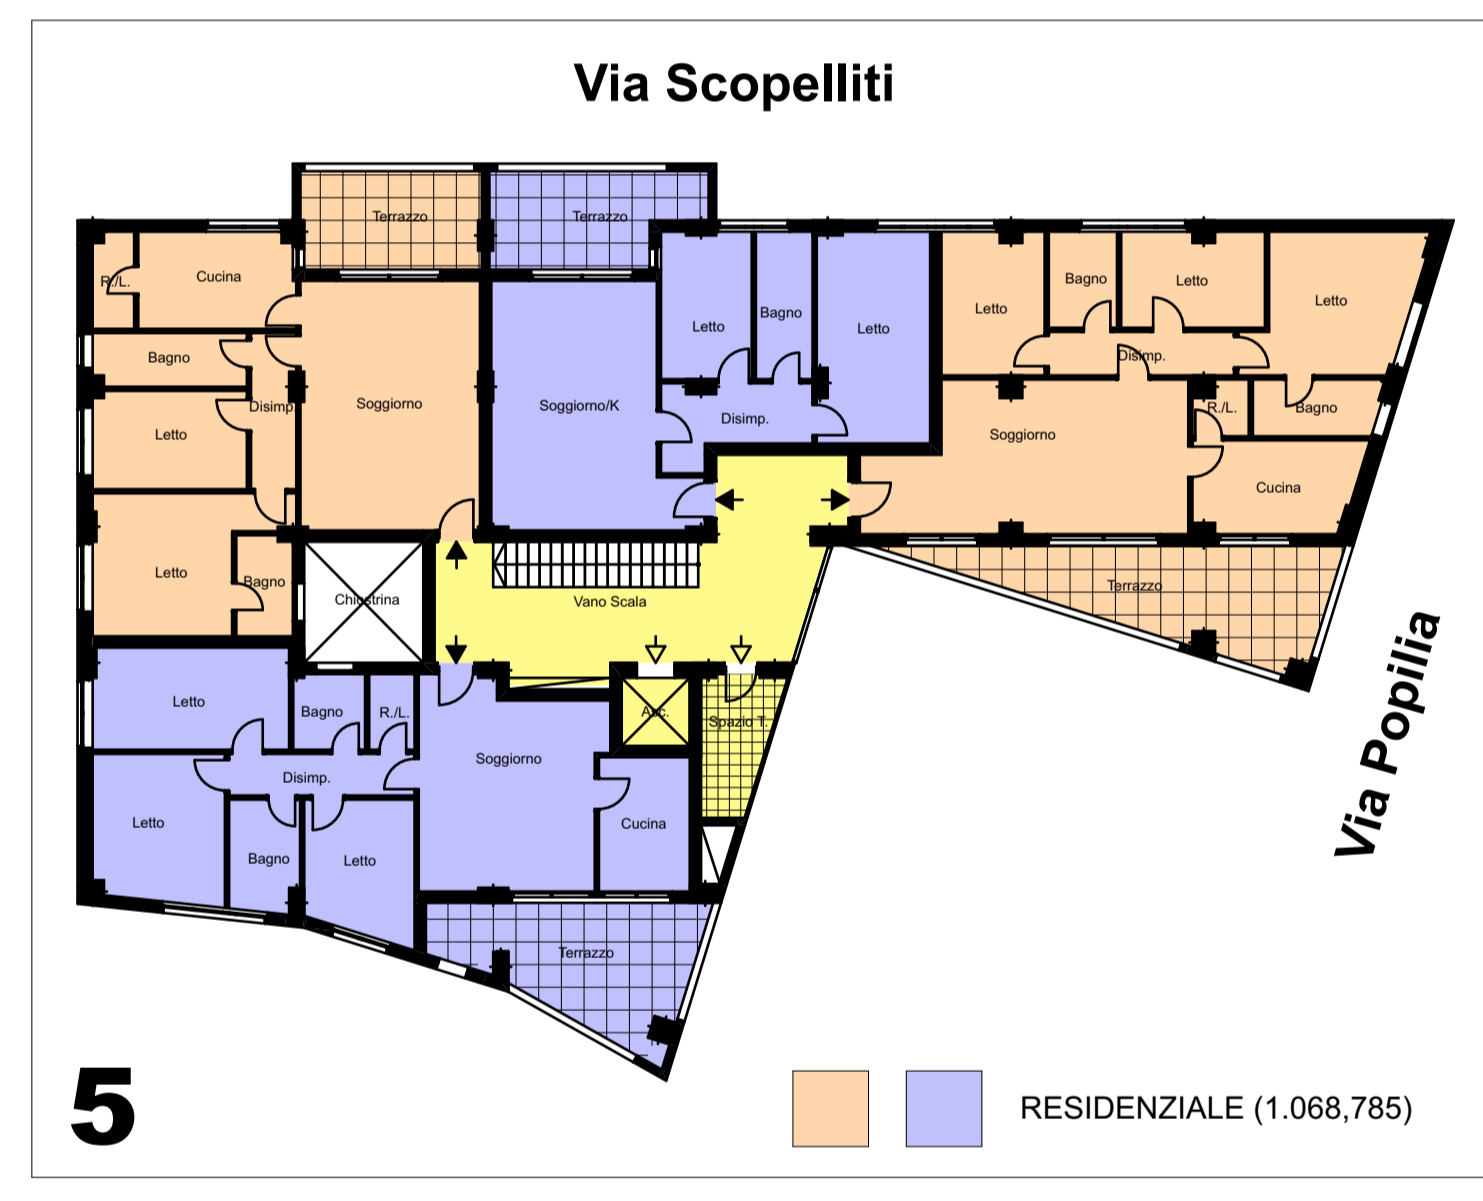 Via Scopelliti
Terrazzo
Terrazzo
R./L.
Cucina
Bagno
Letto
Disimp.
Soggiorno
Letto
Bagno
Chiostrina
Soggiorno/K
Letto
Bagno
Letto
Disimp.
Letto
Bagno
Letto
Letto
Disimp.
Soggiorno
R./L.
Bagno
Cucina
Terrazzo
Vano Scala
Asc.
Spazio T.
Letto
Bagno
R./L.
Soggiorno
Disimp.
Letto
Bagno
Letto
Cucina
Terrazzo
Via Popilia
5
RESIDENZIALE (1.068,785)